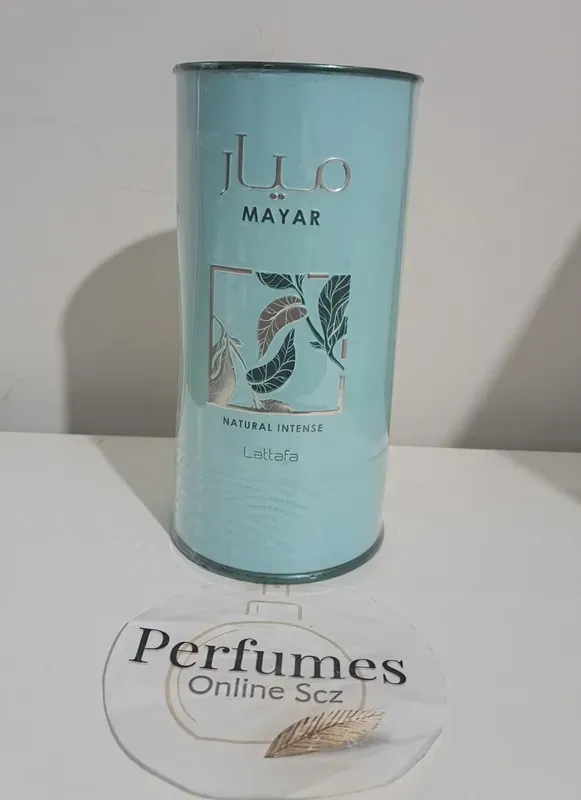 ميار
MAYAR
NATURAL INTENSE
Lattafa
Perfumes
Online Scz